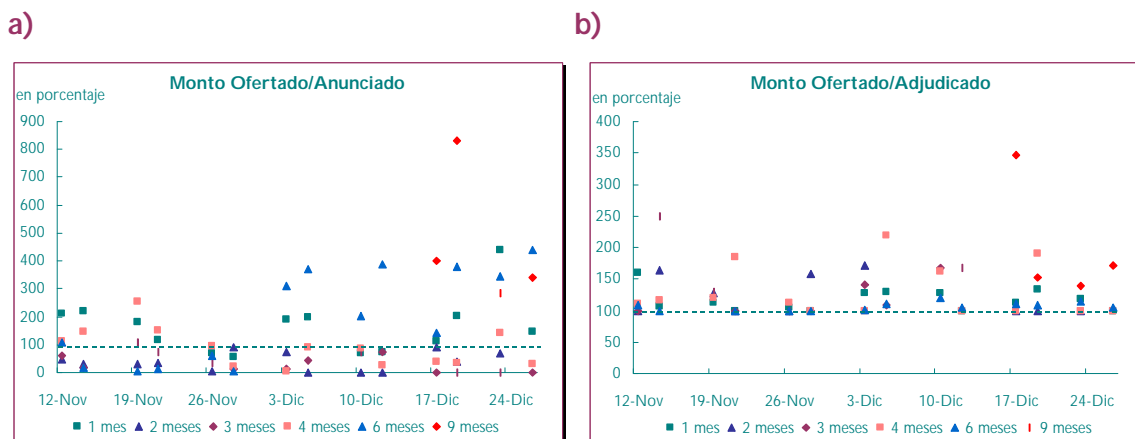 a)
Monto Ofertado/Anunciado
en porcentaje
900
800
700
600
500
400
300
200
100
0
12-Nov 19-Nov 26-Nov 3-Dic 10-Dic 17-Dic 24-Dic
1 mes 2 meses 3 meses 4 meses 6 meses 9 meses
b)
Monto Ofertado/Adjudicado
en porcentaje
400
350
300
250
200
150
100
50
0
12-Nov 19-Nov 26-Nov 3-Dic 10-Dic 17-Dic 24-Dic
1 mes 2 meses 3 meses 4 meses 6 meses 9 meses